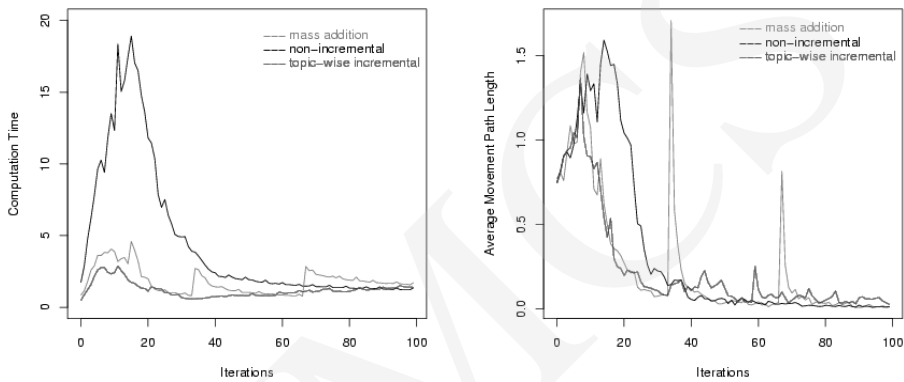 mass addition
non-incremental
topic-wise incremental
Computation Time
20
15
10
5
0
0 20 40 60 80 100
Iterations
mass addition
non-incremental
topic-wise incremental
Average Movement Path Length
1.5
1.0
0.5
0.0
0 20 40 60 80 100
Iterations
MCS